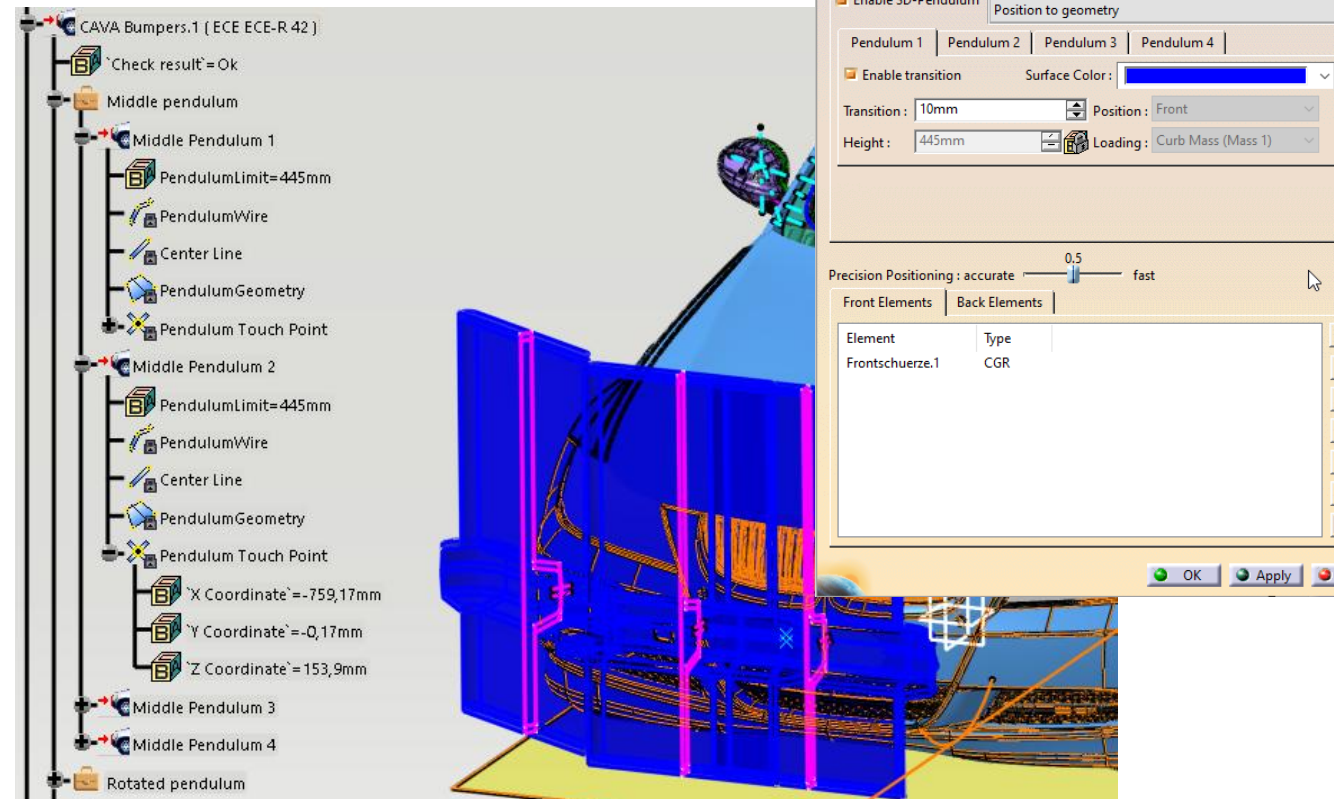 CAVA Bumpers.1 ( ECE ECE-R 42 )
`Check result`=Ok
Middle pendulum
Middle Pendulum 1
PendulumLimit=445mm
PendulumWire
Center Line
PendulumGeometry
Pendulum Touch Point
Middle Pendulum 2
PendulumLimit=445mm
PendulumWire
Center Line
PendulumGeometry
Pendulum Touch Point
`X Coordinate`=-759,17mm
`Y Coordinate`=-0,17mm
`Z Coordinate`=153,9mm
Middle Pendulum 3
Middle Pendulum 4
Rotated pendulum
Enable 3D-Pendulum
Position to geometry
Pendulum 1 Pendulum 2 Pendulum 3 Pendulum 4
Enable transition Surface Color :
Transition : 10mm Position : Front
Height : 445mm Loading : Curb Mass (Mass 1)
0.5
Precision Positioning : accurate fast
Front Elements Back Elements
Element Type
Frontschuerze.1 CGR
OK Apply